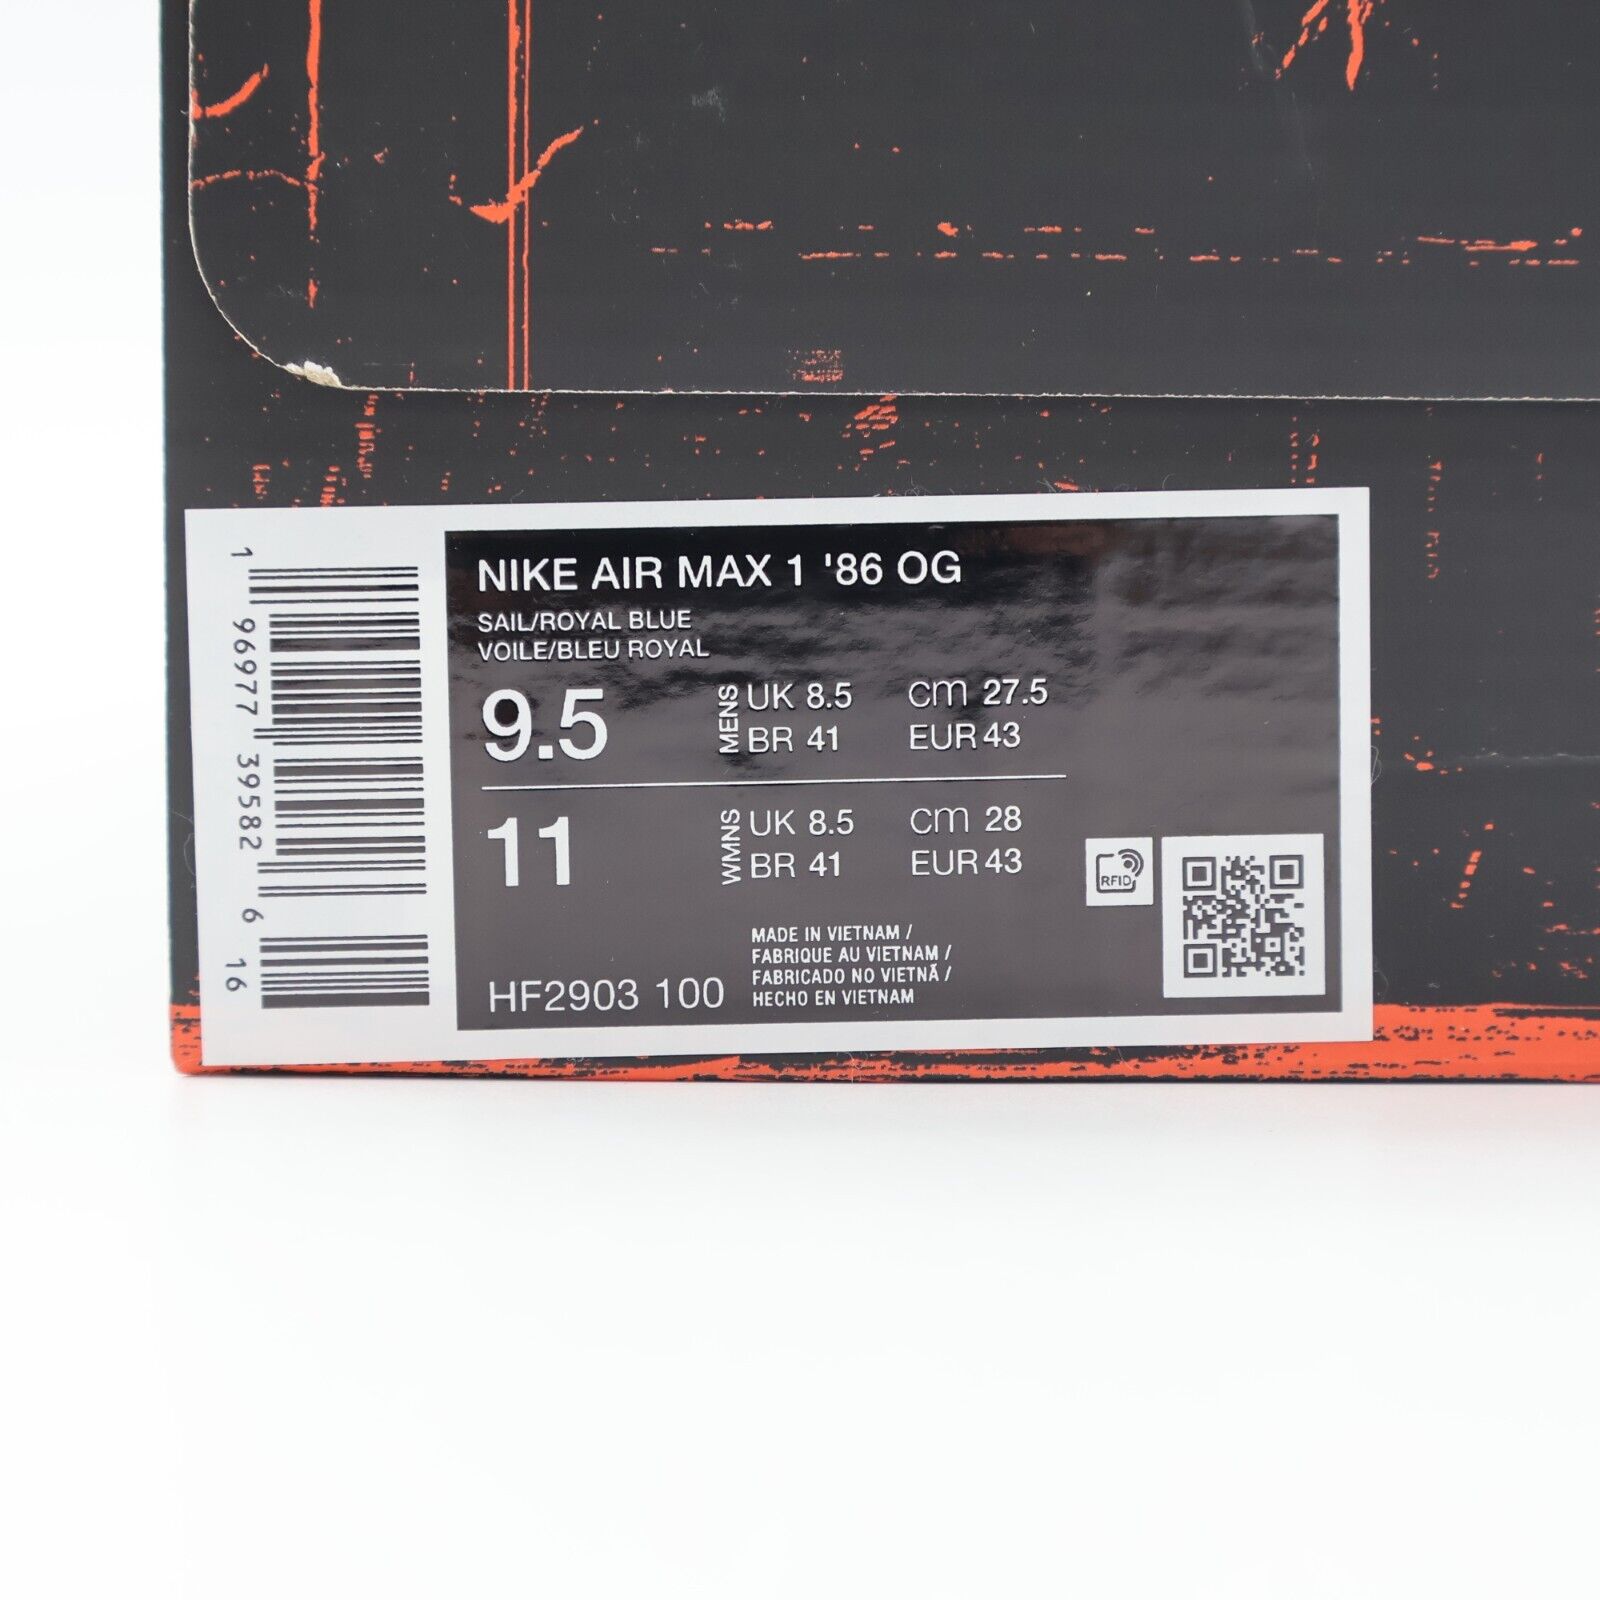 NIKE AIR MAX 1 '86 OG
SAIL/ROYAL BLUE
VOILE/BLEU ROYAL
9.5 MENS UK 8.5 CM 27.5
BR 41 EUR 43
11 WMNS UK 8.5 CM 28
BR 41 EUR 43
RFID
MADE IN VIETNAM /
FABRIQUE AU VIETNAM /
FABRICADO NO VIETNÃ /
HECHO EN VIETNAM
HF2903 100
1 96977 39582 6 16